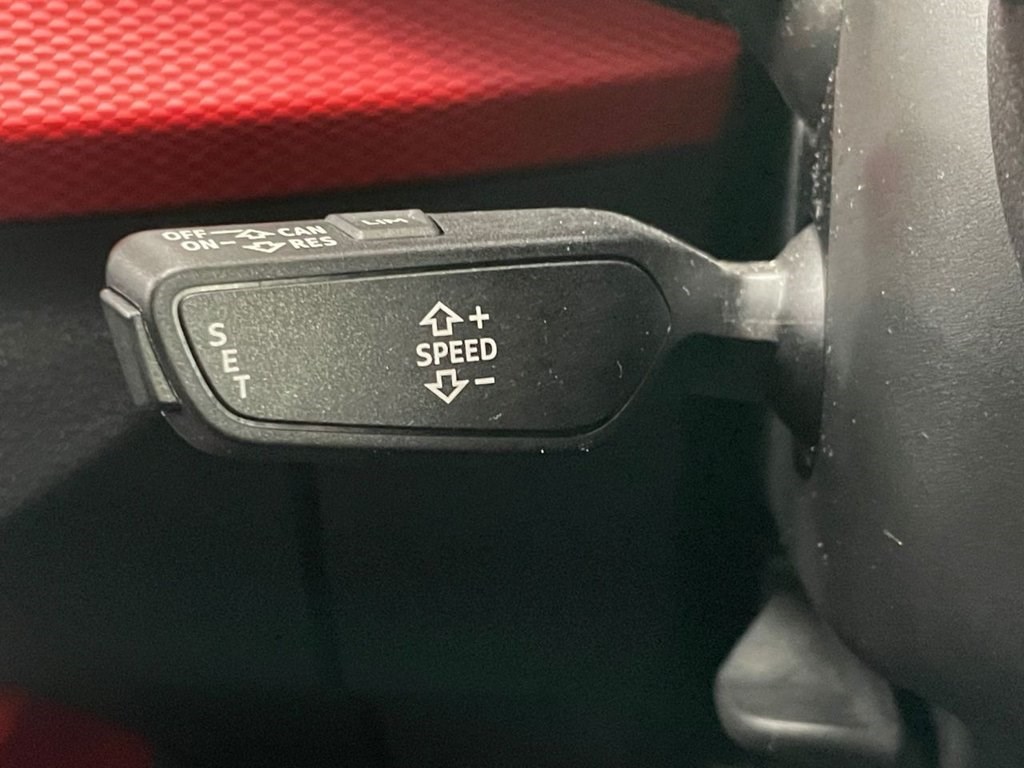 OFF CAN
ON RES
LIM
SET
+
SPEED
-